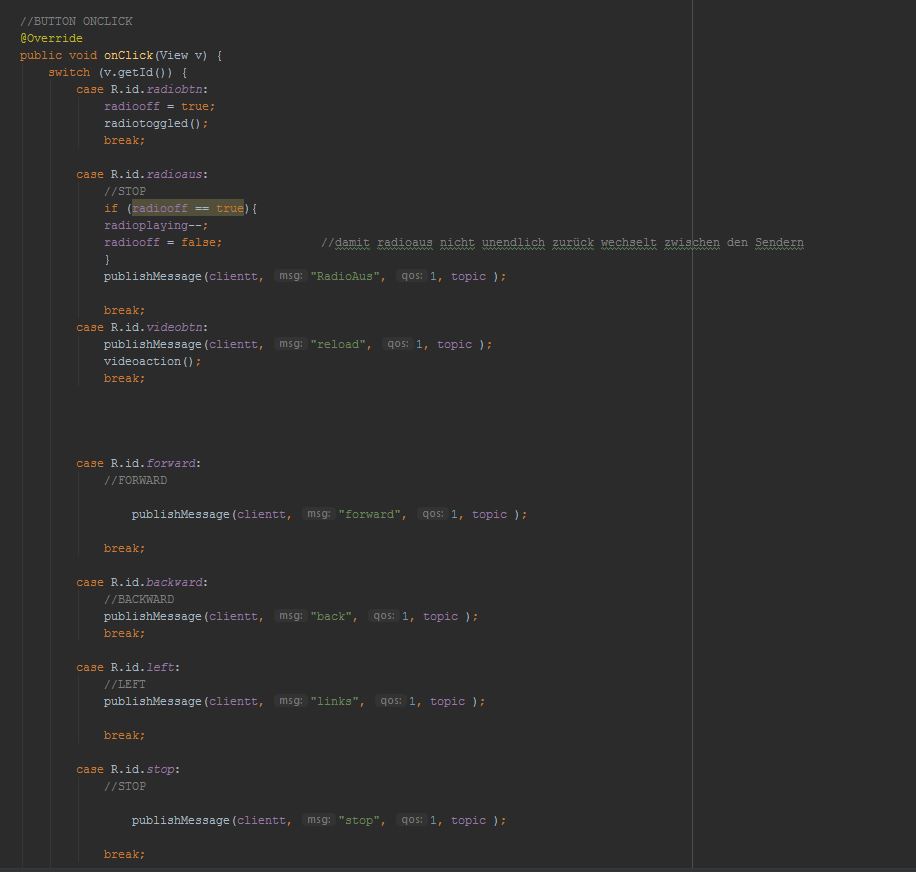 //BUTTON ONCLICK
@Override
public void onClick(View v) {
switch (v.getId()) {
case R.id.radiobtn:
radiooff = true;
radiotoggled();
break;
case R.id.radioaus:
//STOP
if (radiooff == true){
radioplaying--;
radiooff = false; //damit radioaus nicht unendlich zurück wechselt zwischen den Sendern
}
publishMessage(clientt, msg: "RadioAus", qos: 1, topic );
break;
case R.id.videobtn:
publishMessage(clientt, msg: "reload", qos: 1, topic );
videoaction();
break;
case R.id.forward:
//FORWARD
publishMessage(clientt, msg: "forward", qos: 1, topic );
break;
case R.id.backward:
//BACKWARD
publishMessage(clientt, msg: "back", qos: 1, topic );
break;
case R.id.left:
//LEFT
publishMessage(clientt, msg: "links", qos: 1, topic );
break;
case R.id.stop:
//STOP
publishMessage(clientt, msg: "stop", qos: 1, topic );
break;